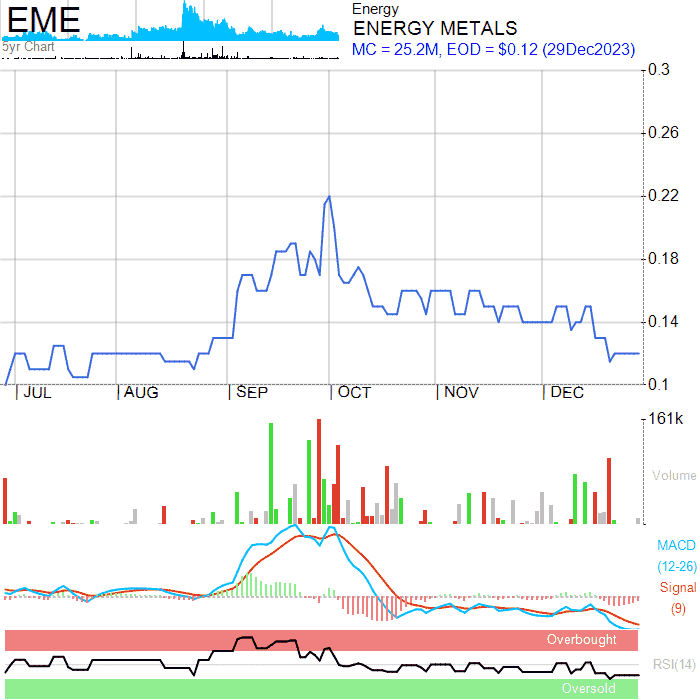 EME
5yr Chart
Energy
ENERGY METALS
MC = 25.2M, EOD = $0.12 (29Dec2023)
0.3
0.26
0.22
0.18
0.14
0.1
|JUL |AUG |SEP |OCT |NOV |DEC
161k
Volume
MACD
(12-26)
Signal
(9)
Overbought
RSI(14)
Oversold